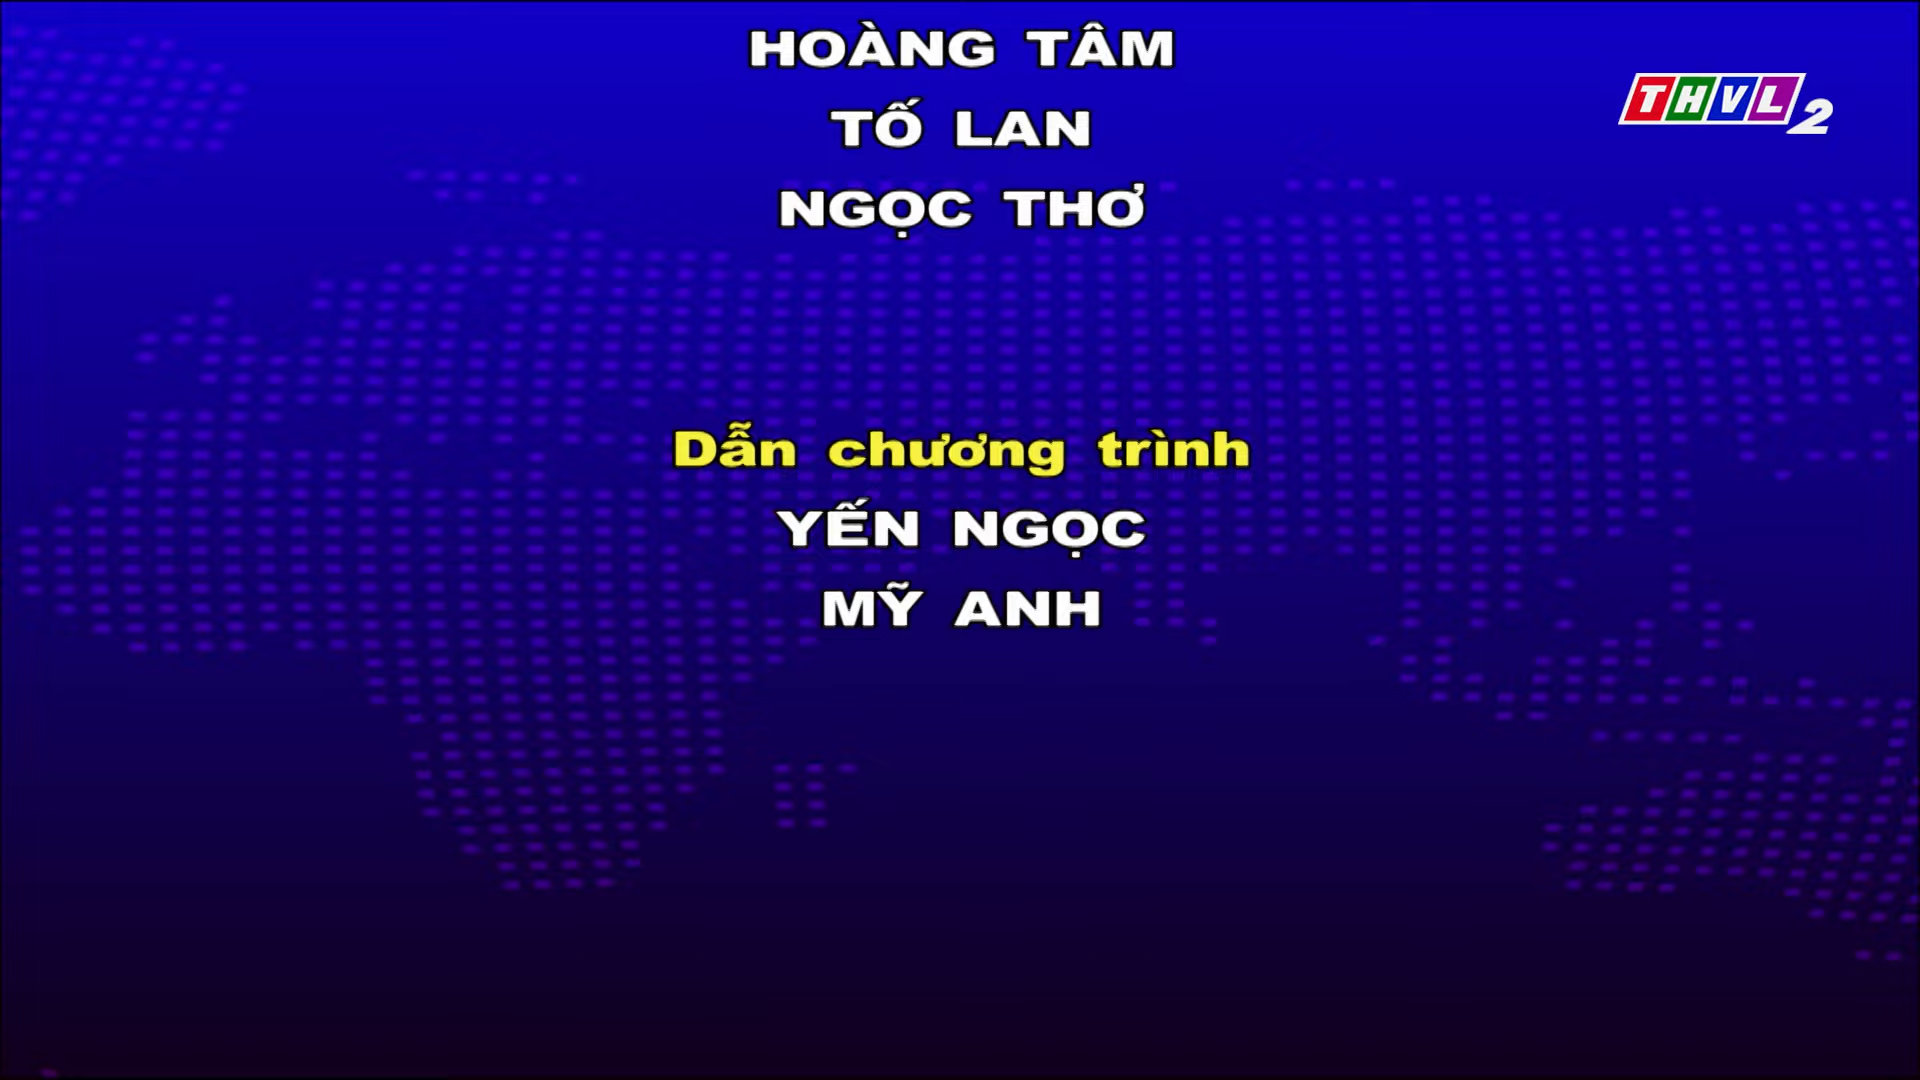 HOÀNG TÂM
THVL2
TỐ LAN
NGỌC THƠ
Dẫn chương trình
YẾN NGỌC
MỸ ANH